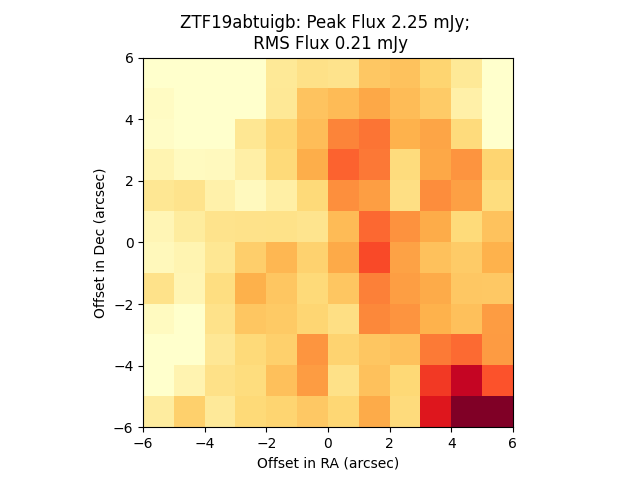 ZTF19abtuigb: Peak Flux 2.25 mJy;
RMS Flux 0.21 mJy
6
4
2
0
−2
−4
−6
Offset in Dec (arcsec)
−6 −4 −2 0 2 4 6
Offset in RA (arcsec)